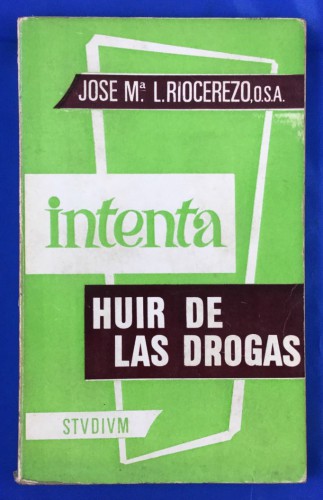 JOSE Mª L.RIOCEREZO,O.S.A.
intenta
HUIR DE
LAS DROGAS
STVDIVM